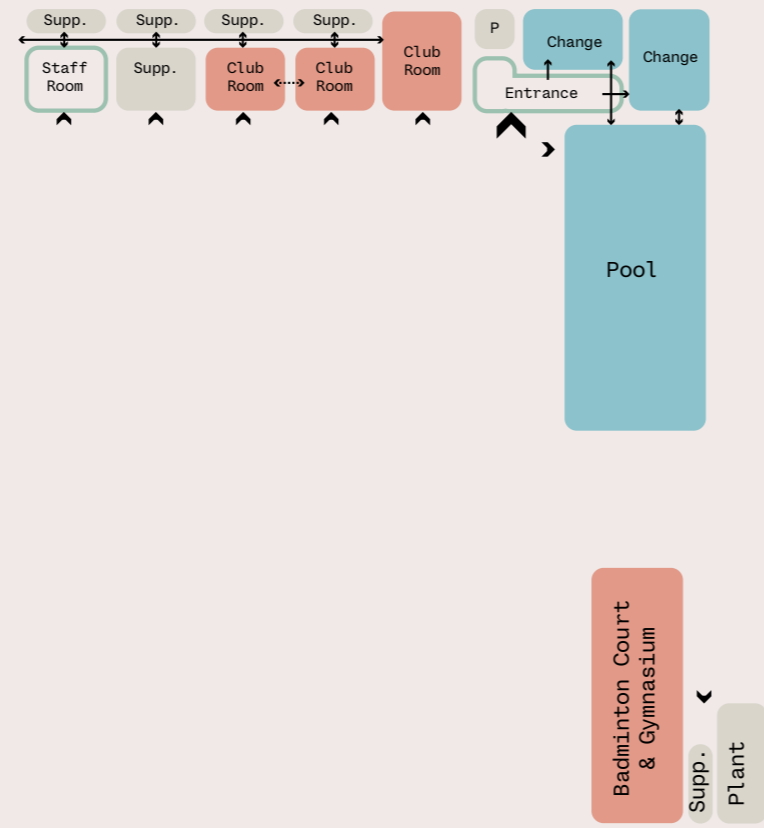 Supp.
Supp.
Supp.
Supp.
P
Change
Change
Club
Room
Staff
Room
Supp.
Club
Room
Club
Room
Entrance
Pool
Badminton Court
& Gymnasium
Supp.
Plant